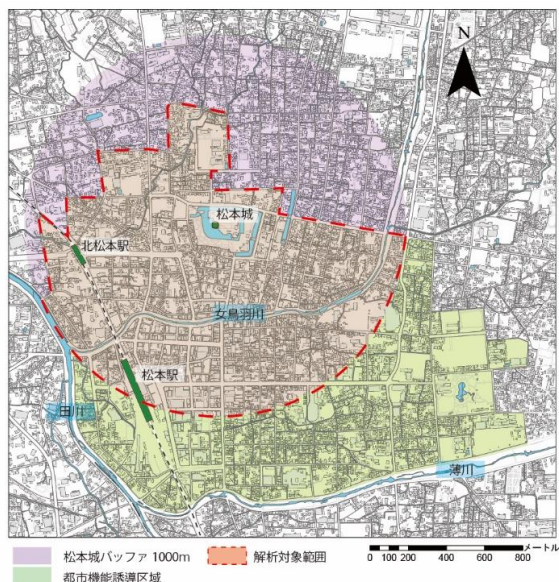 N
松本城
北松本駅
女鳥羽川
松本駅
田川
薄川
松本城バッファ 1000m
解析対象範囲
都市機能誘導区域
0 100 200 400 600 800 メートル